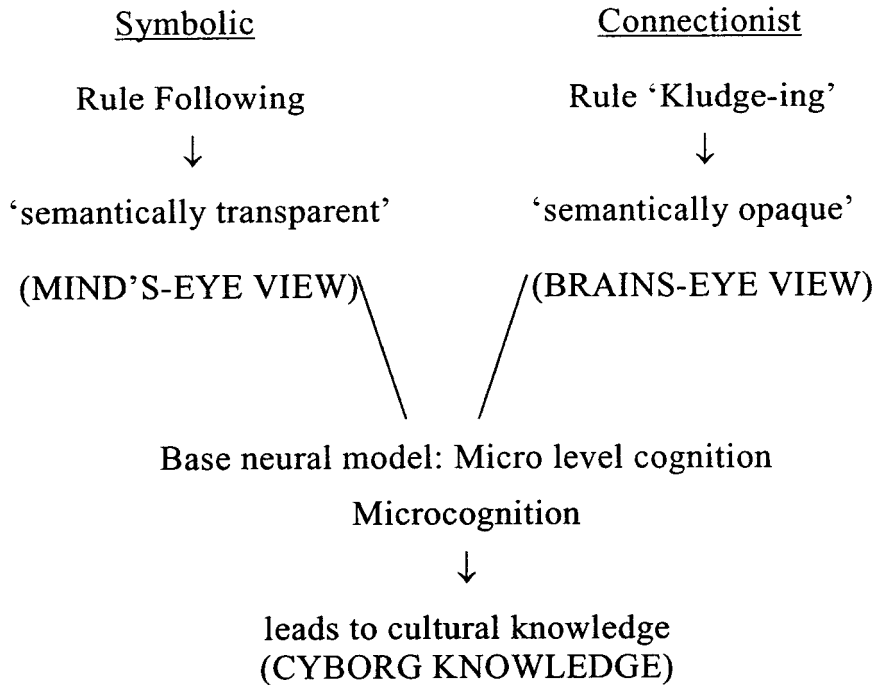 Symbolic
Connectionist
Rule Following
Rule ‘Kludge-ing’
↓
↓
‘semantically transparent’
‘semantically opaque’
(MIND’S-EYE VIEW)
(BRAINS-EYE VIEW)
Base neural model: Micro level cognition
Microcognition
↓
leads to cultural knowledge
(CYBORG KNOWLEDGE)